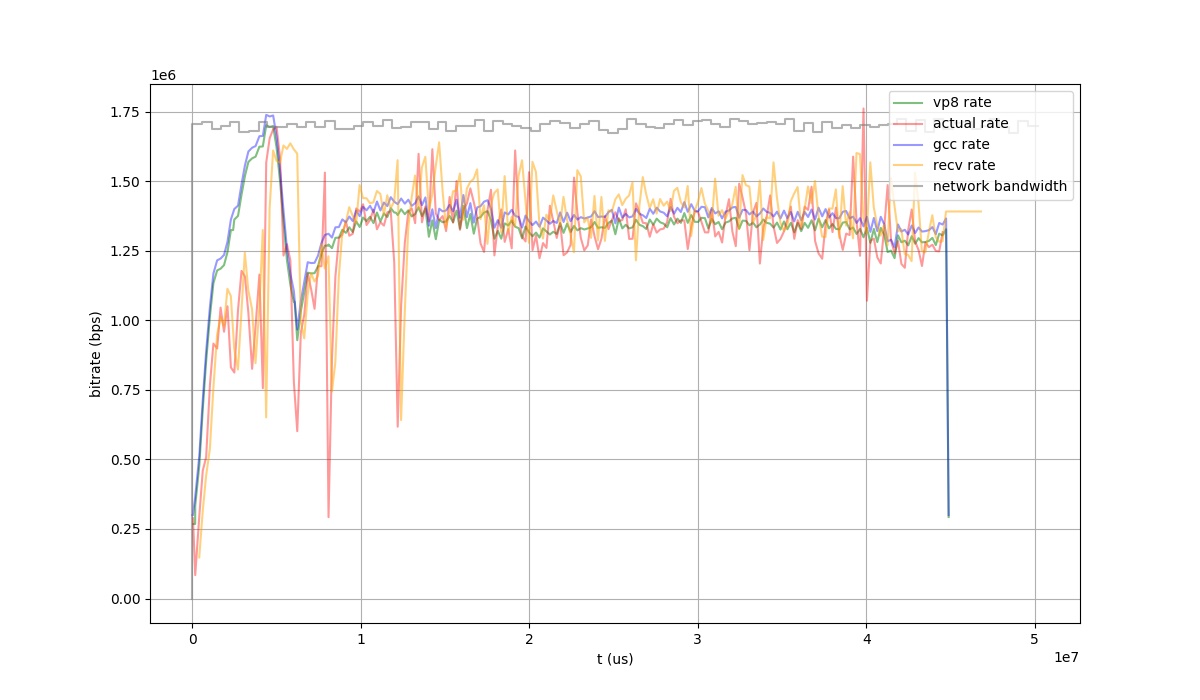 1e6
1.75
1.50
1.25
1.00
0.75
0.50
0.25
0.00
bitrate (bps)
vp8 rate
actual rate
gcc rate
recv rate
network bandwidth
0
1
2
3
4
5
t (us)
1e7